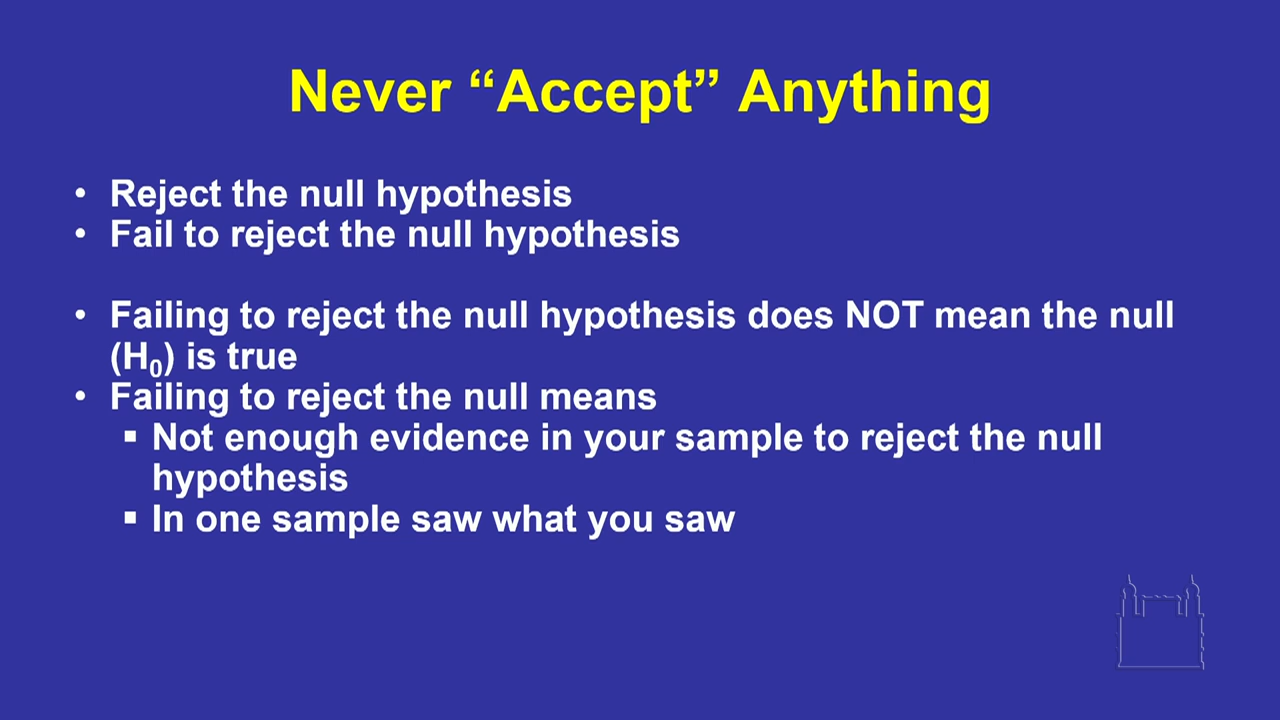 Never “Accept” Anything
• Reject the null hypothesis
• Fail to reject the null hypothesis
• Failing to reject the null hypothesis does NOT mean the null
(H₀) is true
• Failing to reject the null means
▪ Not enough evidence in your sample to reject the null
hypothesis
▪ In one sample saw what you saw